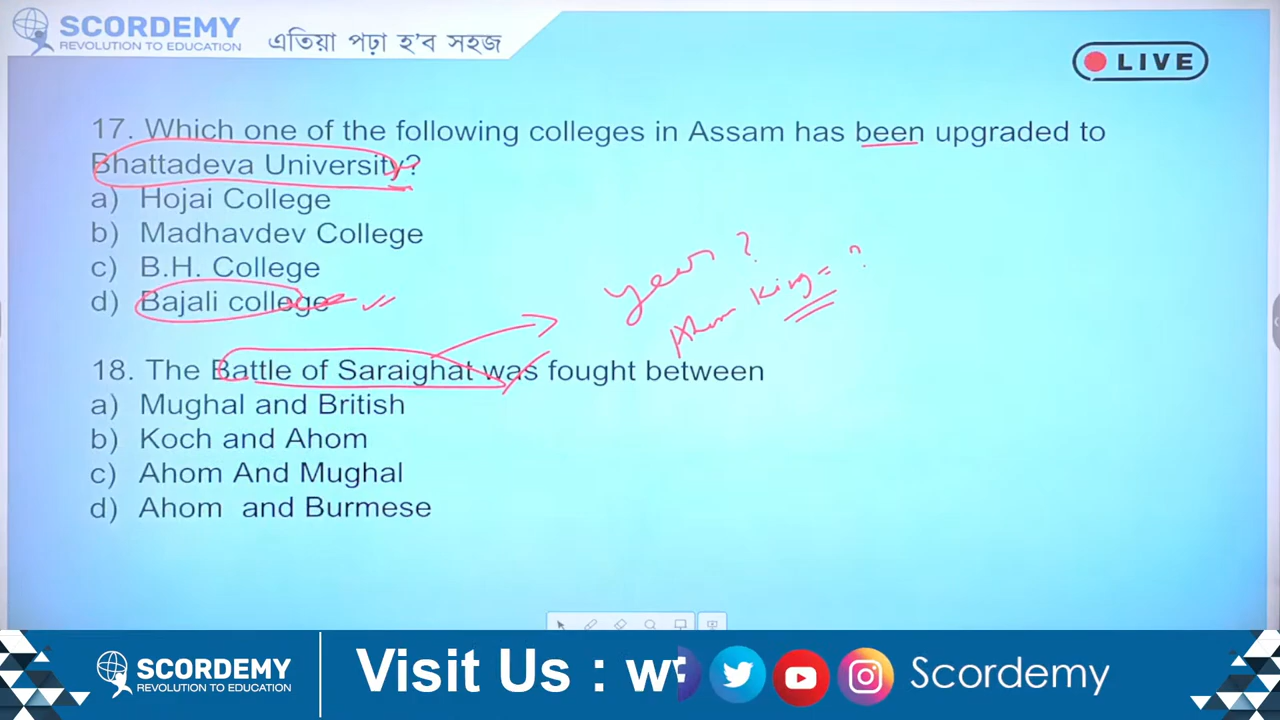 SCORDEMY
REVOLUTION TO EDUCATION
এতিয়া পঢ়া হ'ব সহজ
LIVE
17. Which one of the following colleges in Assam has been upgraded to
Bhattadeva University?
a) Hojai College
b) Madhavdev College
c) B.H. College
d) Bajali college
year ?
Ahom King = ?
18. The Battle of Saraighat was fought between
a) Mughal and British
b) Koch and Ahom
c) Ahom And Mughal
d) Ahom and Burmese
SCORDEMY
REVOLUTION TO EDUCATION
Visit Us : w
Scordemy